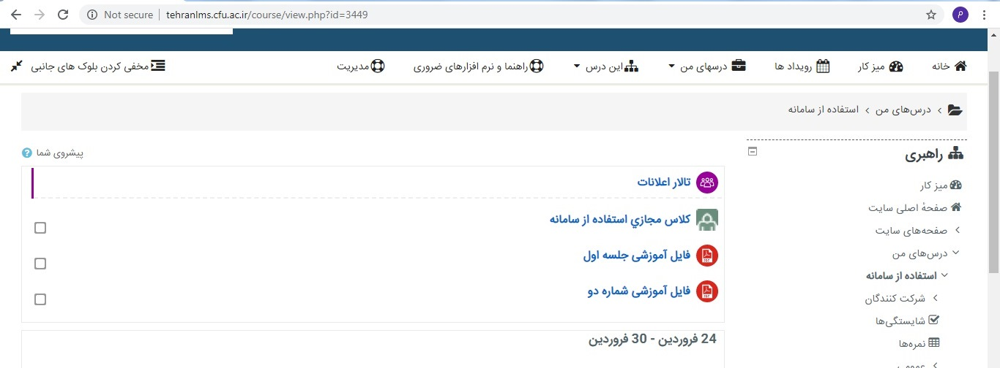 Not secure | tehranlms.cfu.ac.ir/course/view.php?id=3449
P
خانه میز کار رویداد ها درسهای من این درس راهنما و نرم افزارهای ضروری مدیریت مخفی کردن بلوک های جانبی
درس‌های من › استفاده از سامانه
راهبری
میز کار
صفحهٔ اصلی سایت
صفحه‌های سایت
درس‌های من
استفاده از سامانه
شرکت کنندگان
شایستگی‌ها
نمره‌ها
عمومی
پیشروی شما
تالار اعلانات
کلاس مجازي استفاده از سامانه
فایل آموزشی جلسه اول
فایل آموزشی شماره دو
24 فروردین - 30 فروردین